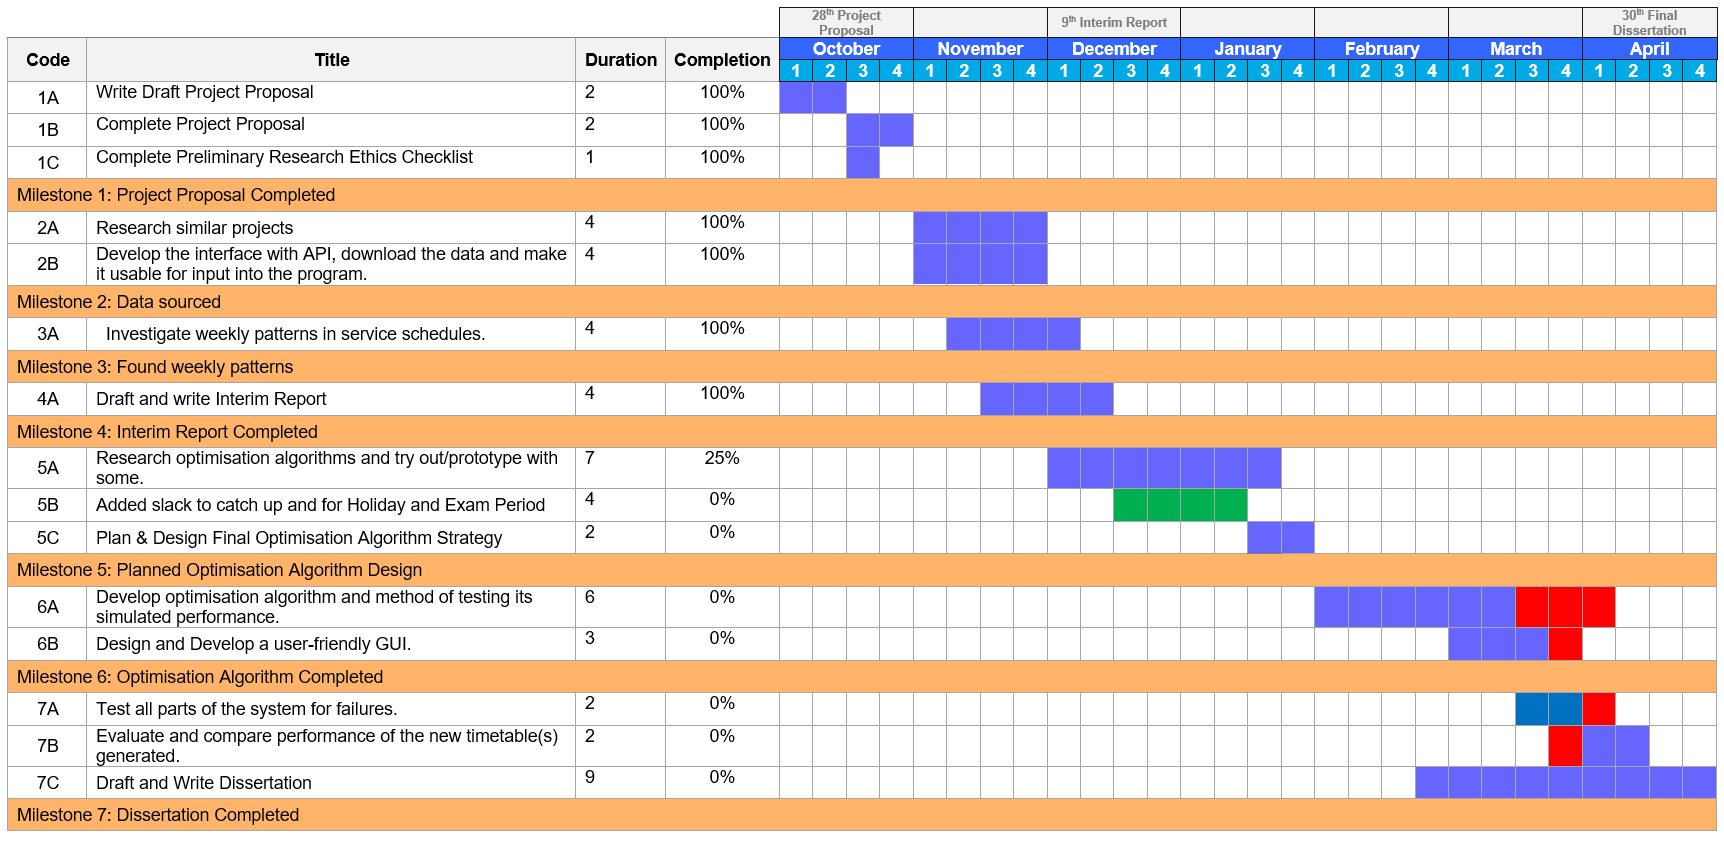 28th Project Proposal
9th Interim Report
30th Final Dissertation
Code Title Duration Completion October November December January February March April
1 2 3 4 1 2 3 4 1 2 3 4 1 2 3 4 1 2 3 4 1 2 3 4 1 2 3 4
1A Write Draft Project Proposal 2 100%
1B Complete Project Proposal 2 100%
1C Complete Preliminary Research Ethics Checklist 1 100%
Milestone 1: Project Proposal Completed
2A Research similar projects 4 100%
2B Develop the interface with API, download the data and make it usable for input into the program. 4 100%
Milestone 2: Data sourced
3A Investigate weekly patterns in service schedules. 4 100%
Milestone 3: Found weekly patterns
4A Draft and write Interim Report 4 100%
Milestone 4: Interim Report Completed
5A Research optimisation algorithms and try out/prototype with some. 7 25%
5B Added slack to catch up and for Holiday and Exam Period 4 0%
5C Plan & Design Final Optimisation Algorithm Strategy 2 0%
Milestone 5: Planned Optimisation Algorithm Design
6A Develop optimisation algorithm and method of testing its simulated performance. 6 0%
6B Design and Develop a user-friendly GUI. 3 0%
Milestone 6: Optimisation Algorithm Completed
7A Test all parts of the system for failures. 2 0%
7B Evaluate and compare performance of the new timetable(s) generated. 2 0%
7C Draft and Write Dissertation 9 0%
Milestone 7: Dissertation Completed